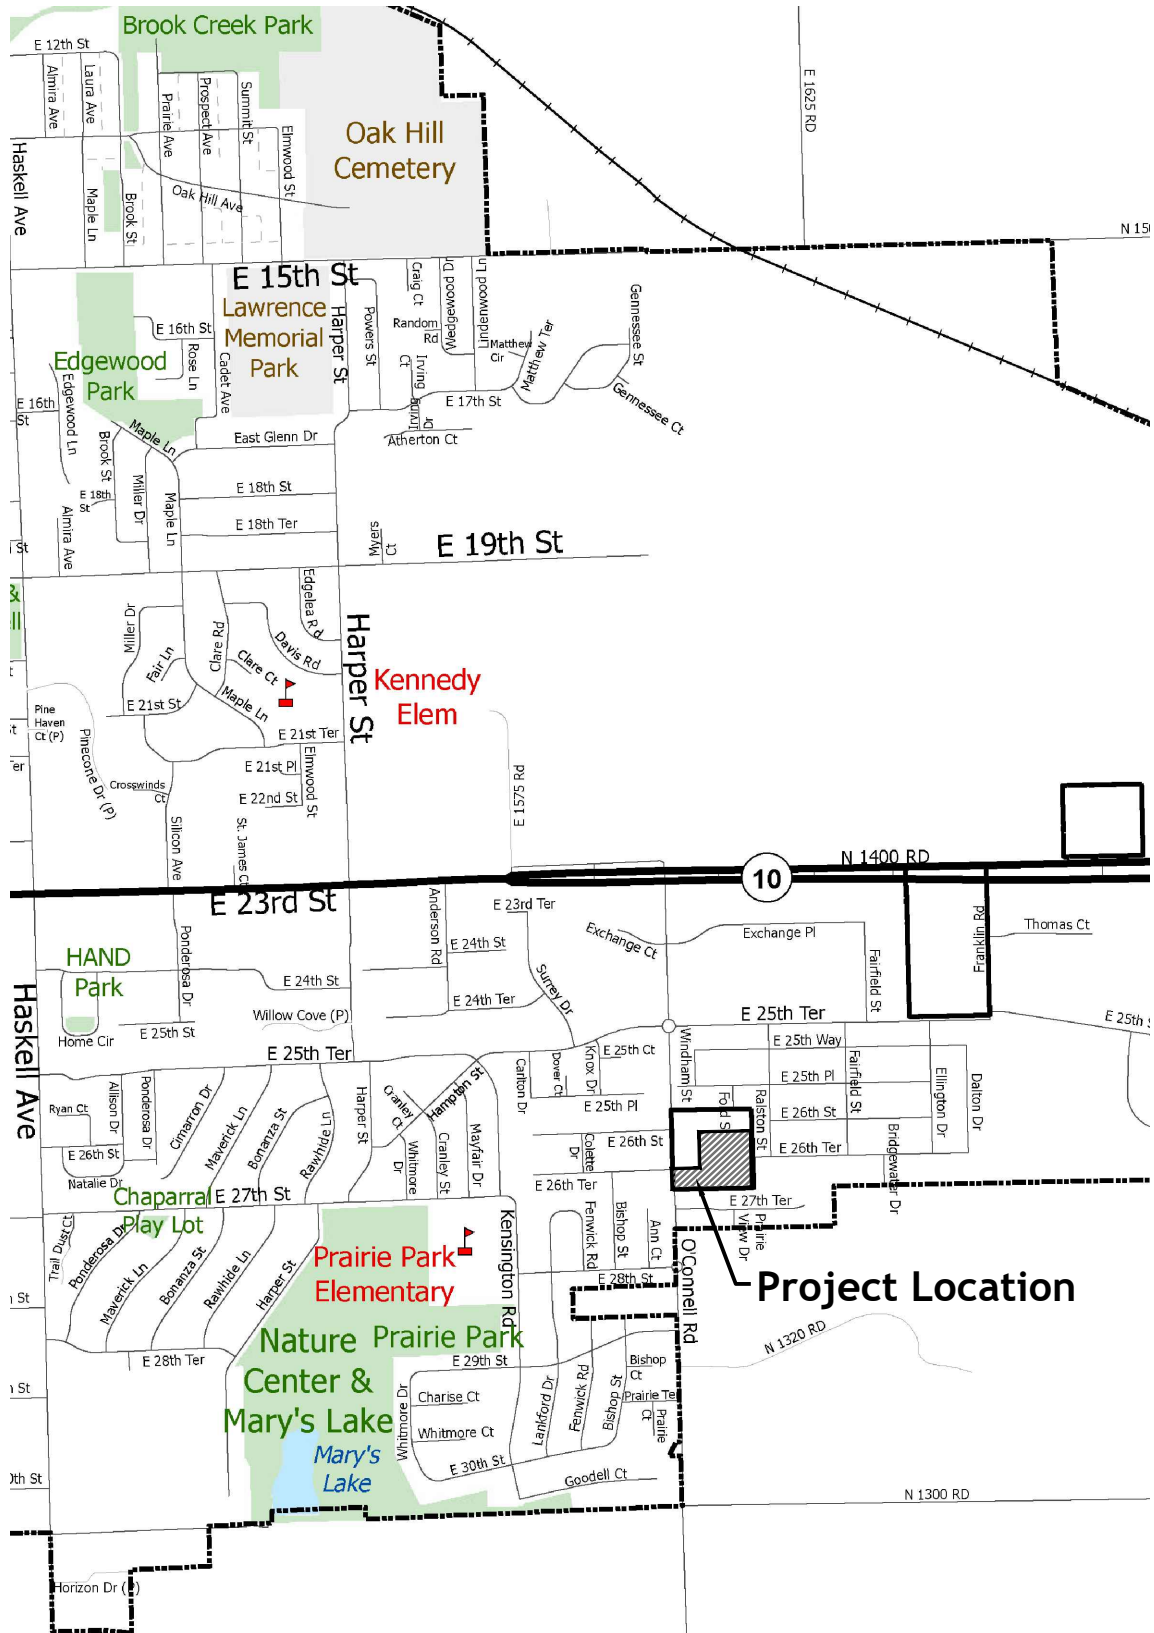 Brook Creek Park
E 12th St
Almira Ave
Laura Ave
Prairie Ave
Prospect Ave
Summit St
Elmwood St
E 1625 RD
Oak Hill
Cemetery
Haskell Ave
Maple Ln
Brook St
Oak Hill Ave
E 15th St
Lawrence
Memorial
Park
Harper St
Powers St
Craig Ct
Wedgewood Dr
Lindenwood Ln
Random
Rd
Irving
Ct
Irving
Dr
Matthew
Cir
Matthew Ter
Gennessee St
Gennessee Ct
E 16th St
Rose Ln
Cadet Ave
Edgewood
Park
E 16th
St
Edgewood Ln
Maple Ln
E 17th St
Atherton Ct
East Glenn Dr
Brook St
Miller Dr
Maple Ln
E 18th
St
E 18th St
E 18th Ter
Almira Ave
St
Myers
Ct
E 19th St
Edgelea Rd
Miller Dr
Clare Rd
Davis Rd
Fair Ln
Clare Ct
Maple Ln
E 21st St
Harper St
Kennedy
Elem
Pine
Haven
Ct (P)
Pinecone Dr (P)
E 21st Ter
E 21st Pl
Elmwood St
E 22nd St
Crosswinds
Ct
Silicon Ave
St. James Ct
E 1575 Rd
N 1400 RD
10
E 23rd St
Anderson Rd
E 23rd Ter
Exchange Ct
Exchange Pl
Franklin Rd
Thomas Ct
HAND
Park
Ponderosa Dr
E 24th St
E 24th St
E 24th Ter
Surrey Dr
Fairfield St
Haskell Ave
E 25th St
Home Cir
Willow Cove (P)
E 25th Ter
E 25th Ter
E 25th Ct
Windham St
E 25th Way
Ryan Ct
Allison Dr
Ponderosa Dr
Cimarron Dr
Maverick Ln
Bonanza St
Rawhide Ln
Harper St
Cranley
Ct
Hampton St
Whitmore
Dr
Cranley St
Mayfair Dr
Carlton Dr
Dover Ct
Knox Dr
E 25th Pl
E 25th Pl
Ralston St
Fairfield St
Ellington Dr
Dalton Dr
E 26th St
E 26th St
E 26th St
Colette
Dr
E 26th Ter
E 26th Ter
Bridgewater Dr
Natalie Dr
E 27th St
Chaparral
Play Lot
E 27th Ter
Prairie
View Dr
Kensington Rd
Fenwick Rd
Bishop St
Ann Ct
O'Connell Rd
Trail Dust Ct
Ponderosa Dr
Maverick Ln
Bonanza St
Rawhide Ln
Harper St
Prairie Park
Elementary
E 28th St
Project Location
Nature
Center &
Mary's Lake
Prairie Park
E 28th Ter
E 29th St
N 1320 RD
Bishop
Ct
Prairie Te
Prairie
Ct
Charise Ct
Whitmore Ct
Whitmore Dr
Lankford Dr
Fenwick Rd
Bishop St
Mary's
Lake
E 30th St
Goodell Ct
N 1300 RD